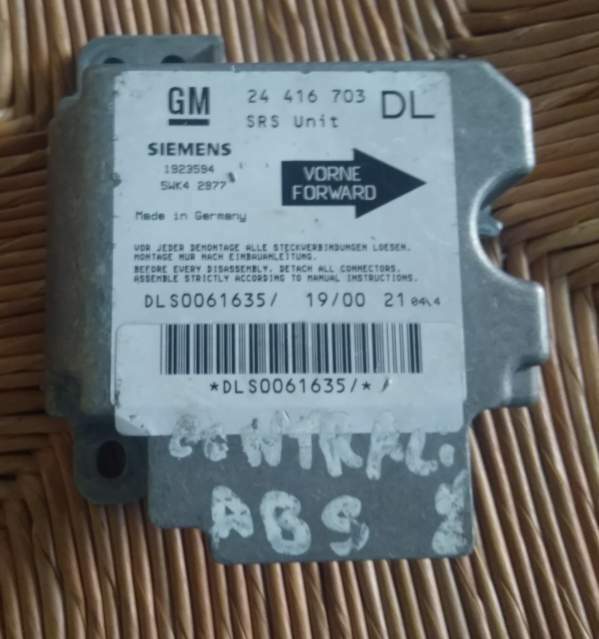 GM 24 416 703 DL
SRS Unit
SIEMENS
1923594
5WK4 2977
VORNE
FORWARD
Made in Germany
VOR JEDER DEMONTAGE ALLE STECKVERBINDUNGEN LOESEN.
MONTAGE NUR NACH EINBAUANLEITUNG.
BEFORE EVERY DISASSEMBLY, DETACH ALL CONNECTORS.
ASSEMBLE STRICTLY ACCORDING TO MANUAL INSTRUCTIONS.
DLS0061635/ 19/00 21 04\4
*DLS0061635/*
CENTRAL.
ABS